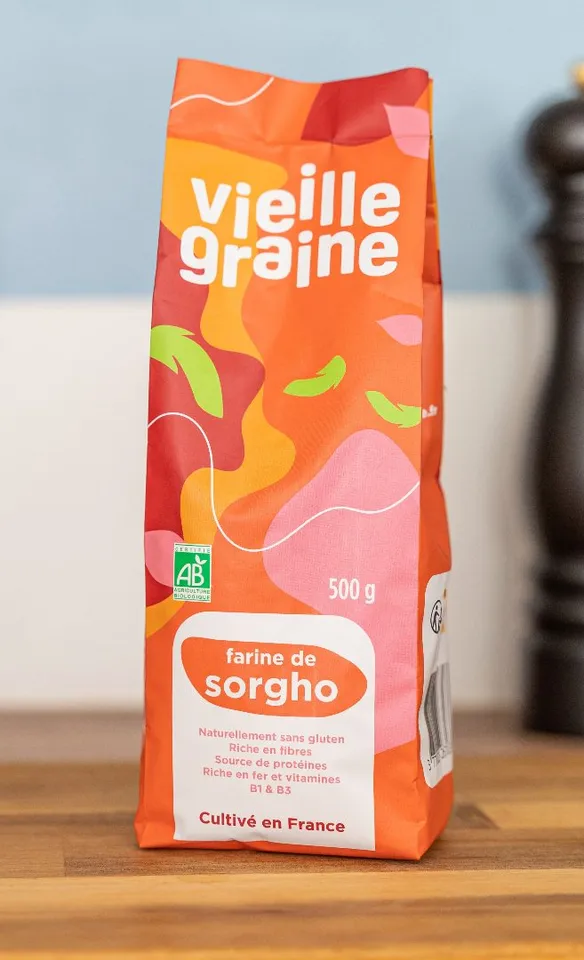 vieille
graine
CERTIFIÉ
AB
AGRICULTURE
BIOLOGIQUE
500 g
farine de
sorgho
Naturellement sans gluten
Riche en fibres
Source de protéines
Riche en fer et vitamines
B1 & B3
Cultivé en France